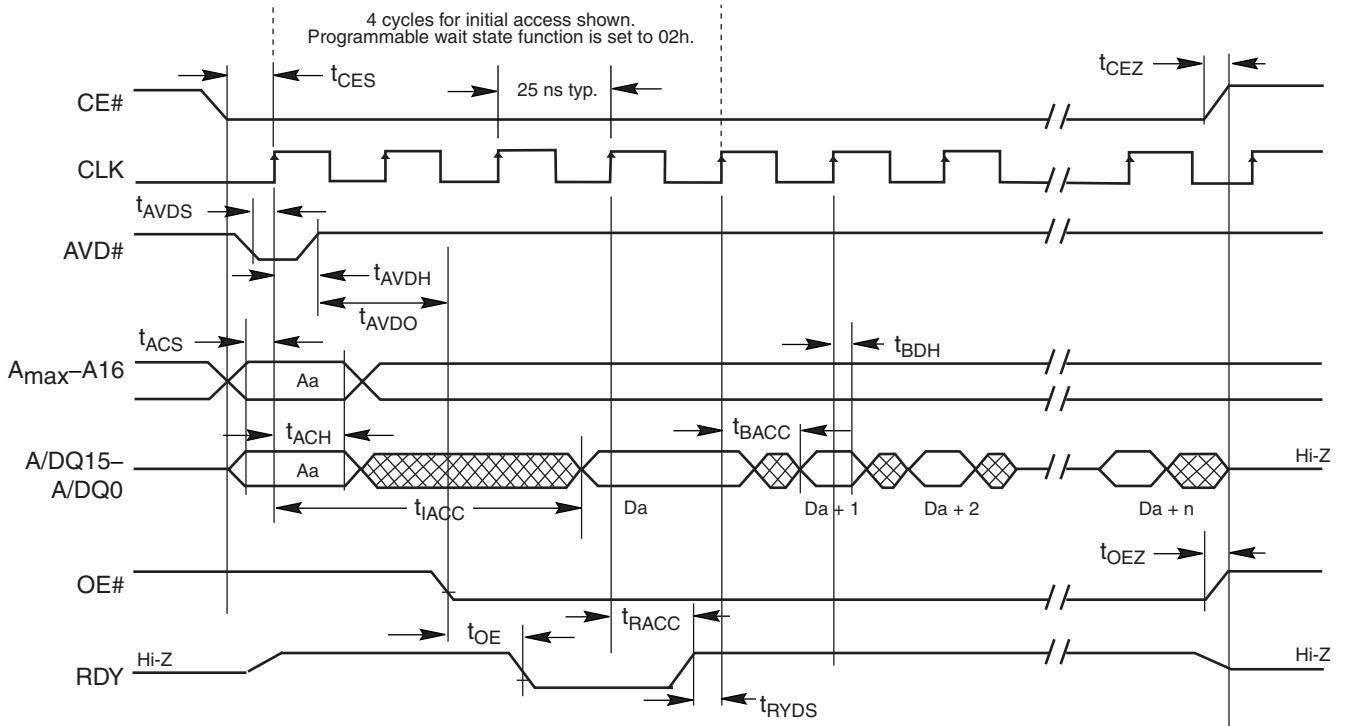 4 cycles for initial access shown.
Programmable wait state function is set to 02h.
tCES
tCEZ
25 ns typ.
CE#
CLK
tAVDS
AVD#
tAVDH
tAVDO
tACS
tBDH
Amax–A16
Aa
tBACC
tACH
A/DQ15–
A/DQ0
Aa
Hi-Z
tIACC
Da
Da + 1
Da + 2
Da + n
tOEZ
OE#
tRACC
tOE
Hi-Z
Hi-Z
RDY
tRYDS